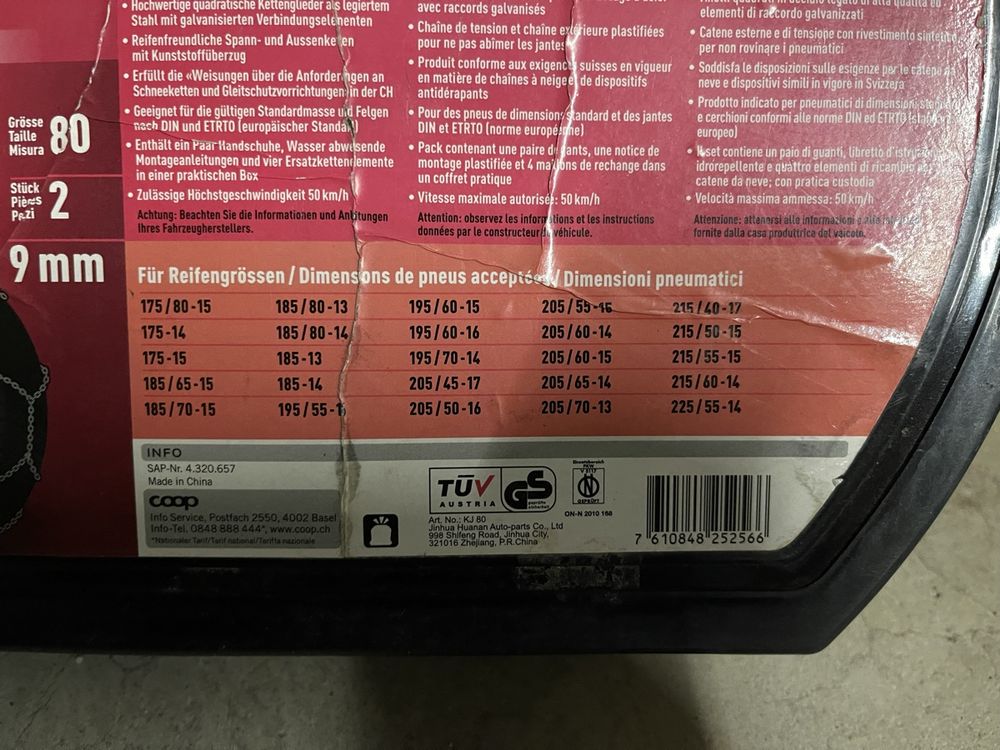 • Hochwertige quadratische Kettenglieder als legiertem
Stahl mit galvanisierten Verbindungselementen
• Reifenfreundliche Spann- und Aussenketten
mit Kunststoffüberzug
• Erfüllt die «Weisungen über die Anforderungen an
Schneeketten und Gleitschutzvorrichtungen in der CH
• Geeignet für die gültigen Standardmasse und Felgen
nach DIN und ETRTO (europäischer Standard)
• Enthält ein Paar Handschuhe, Wasser abweisende
Montageanleitungen und vier Ersatzkettenelemente
in einer praktischen Box
• Zulässige Höchstgeschwindigkeit 50 km/h
Achtung: Beachten Sie die Informationen und Anleitungen
Ihres Fahrzeugherstellers.
avec raccords galvanisés
• Chaîne de tension et chaîne extérieure plastifiées
pour ne pas abîmer les jantes
• Produit conforme aux exigences suisses en vigueur
en matière de chaînes à neige de dispositifs
antidérapants
• Pour des pneus de dimension standard et des jantes
DIN et ETRTO (norme européenne)
• Pack contenant une paire de gants, une notice de
montage plastifiée et 4 maillons de rechange dans
un coffret pratique
• Vitesse maximale autorisée: 50 km/h
Attention: observez les informations et les instructions
données par le constructeur du véhicule.
elementi di raccordo galvanizzati
• Catene esterne e di tensione con rivestimento sintetico
per non rovinare i pneumatici
• Soddisfa le disposizioni sulle esigenze per le catene da
neve e dispositivi simili in vigore in Svizzera
• Prodotto indicato per pneumatici di dimensioni
e cerchioni conformi alle norme DIN ed ETRTO
europeo)
• Il set contiene un paio di guanti, libretto d'istruzioni
idrorepellente e quattro elementi di ricambio per
catene da neve; con pratica custodia
• Velocità massima ammessa: 50 km/h
Attenzione: attenersi alle informazioni e alle
fornite dalla casa produttrice del veicolo.
Grösse
Taille
Misura
80
Stück
Pièces
Pezzi
2
9 mm
Für Reifengrössen / Dimensions de pneus acceptées / Dimensioni pneumatici
175/80-15 185/80-13 195/60-15 205/55-16 215/40-17
175-14 185/80-14 195/60-16 205/60-14 215/50-15
175-15 185-13 195/70-14 205/60-15 215/55-15
185/65-15 185-14 205/45-17 205/65-14 215/60-14
185/70-15 195/55-1 205/50-16 205/70-13 225/55-14
INFO
SAP-Nr. 4.320.657
Made in China
coop
Info Service, Postfach 2550, 4002 Basel
Info-Tel. 0848 888 444*, www.coop.ch
*Nationaler Tarif/Tarif national/Tariffa nazionale
TÜV
AUSTRIA
GS
geprüfte
Sicherheit
Art. No.: KJ 80
Jinhua Huanan Auto-parts Co., Ltd
998 Shifeng Road, Jinhua City,
321016 Zhejiang, P.R.China
Einsatzbereich
PKW
V 5117
N
GEPRÜFT
ON-N 2010 168
7 610848 252566